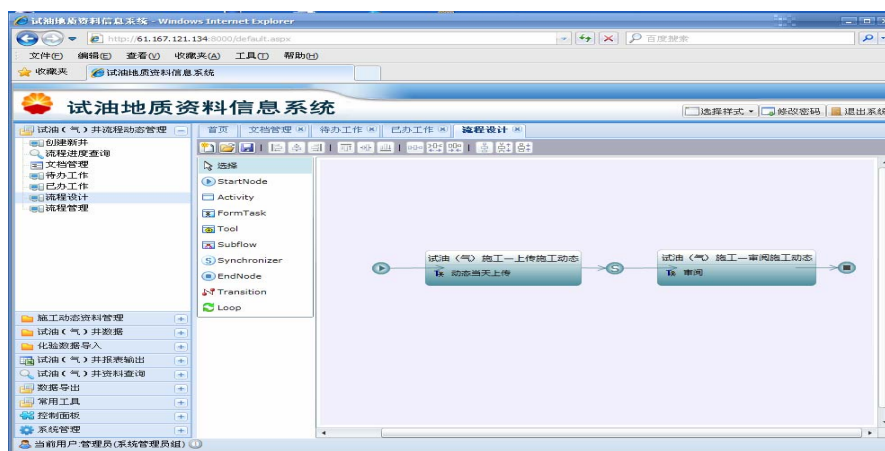 试油地质资料信息系统 - Windows Internet Explorer
http://61.167.121.134:8000/default.aspx
百度搜索
文件(F) 编辑(E) 查看(V) 收藏夹(A) 工具(T) 帮助(H)
收藏夹 试油地质资料信息系统
试油地质资料信息系统
选择样式 修改密码 退出系统
试油(气)井流程动态管理
首页 文档管理 待办工作 已办工作 流程设计
创建新井
流程进度查询
文档管理
待办工作
已办工作
流程设计
流程管理
选择
StartNode
Activity
FormTask
Tool
Subflow
Synchronizer
EndNode
Transition
Loop
试油（气）施工—上传施工动态
动态当天上传
试油（气）施工—审阅施工动态
审阅
施工动态资料管理
试油(气)井数据
化验数据导入
试油(气)井报表输出
试油(气)井资料查询
数据导出
常用工具
控制面板
系统管理
当前用户:管理员(系统管理员组)